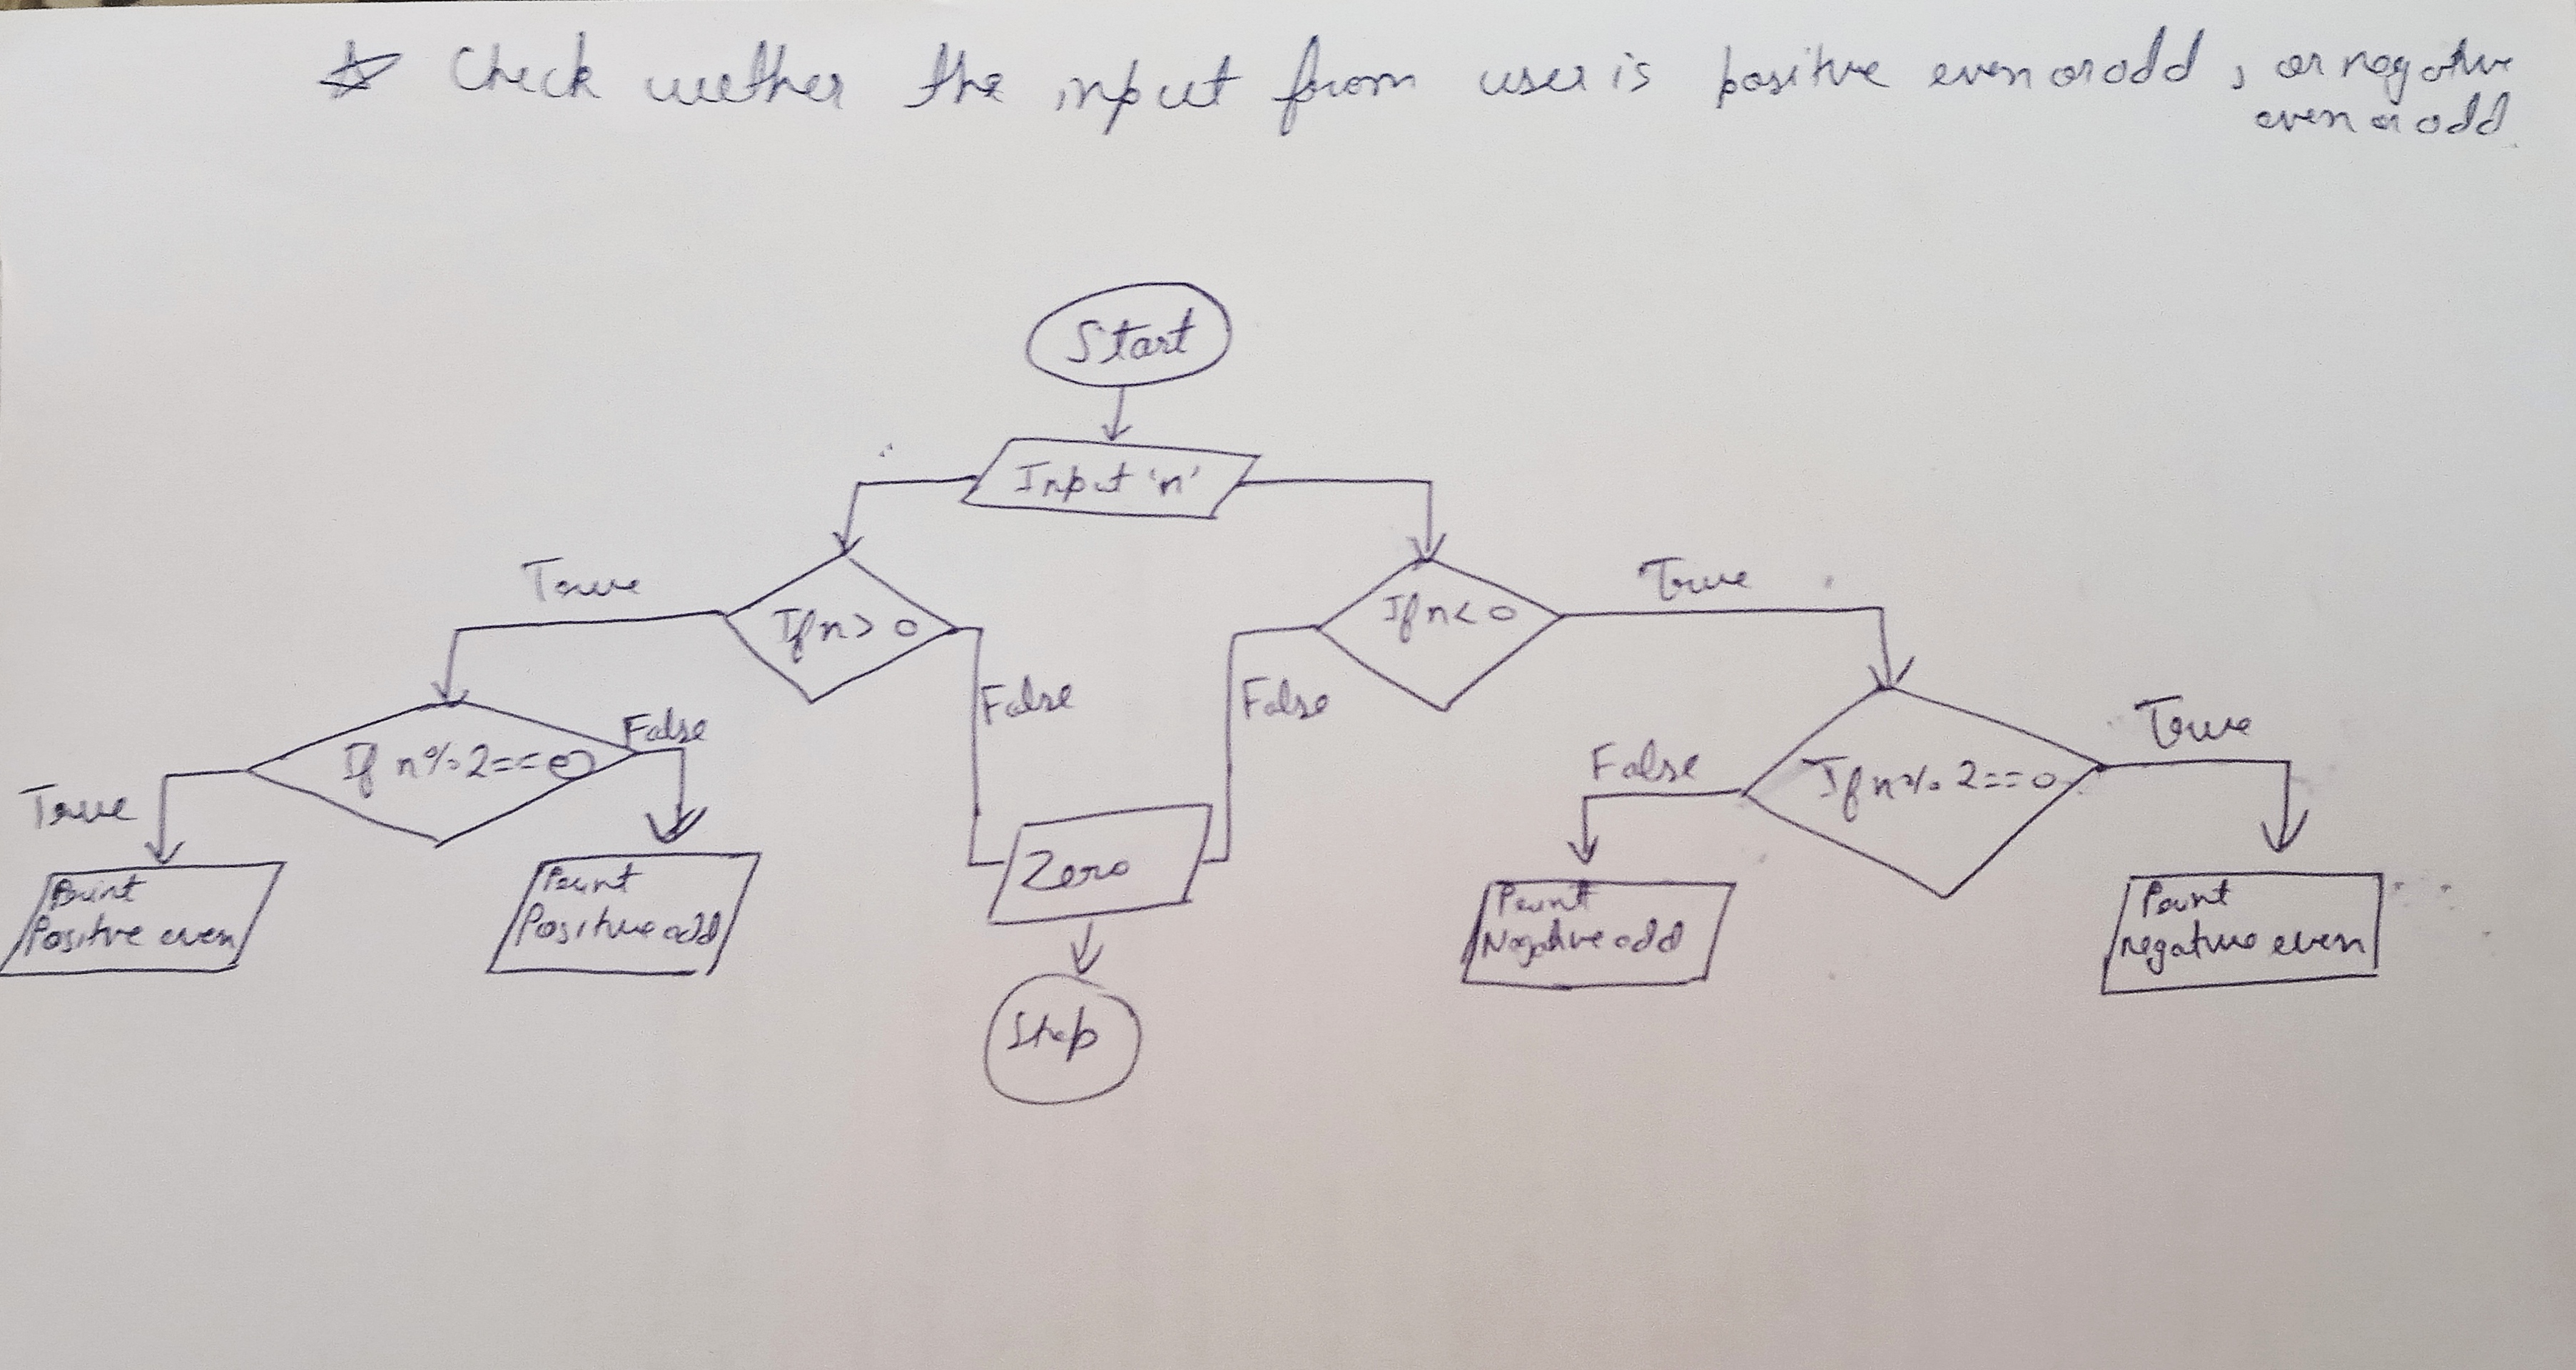 Check wether the input from user is positive even or odd, or negative
even or odd
Start
Input 'n'
True
If n > 0
False
If n < 0
False
True
If n % 2 == 0
True
False
If n % 2 == 0
False
True
Print
Positive even
Print
Positive odd
Zero
Print
Negative odd
Print
negative even
Stop